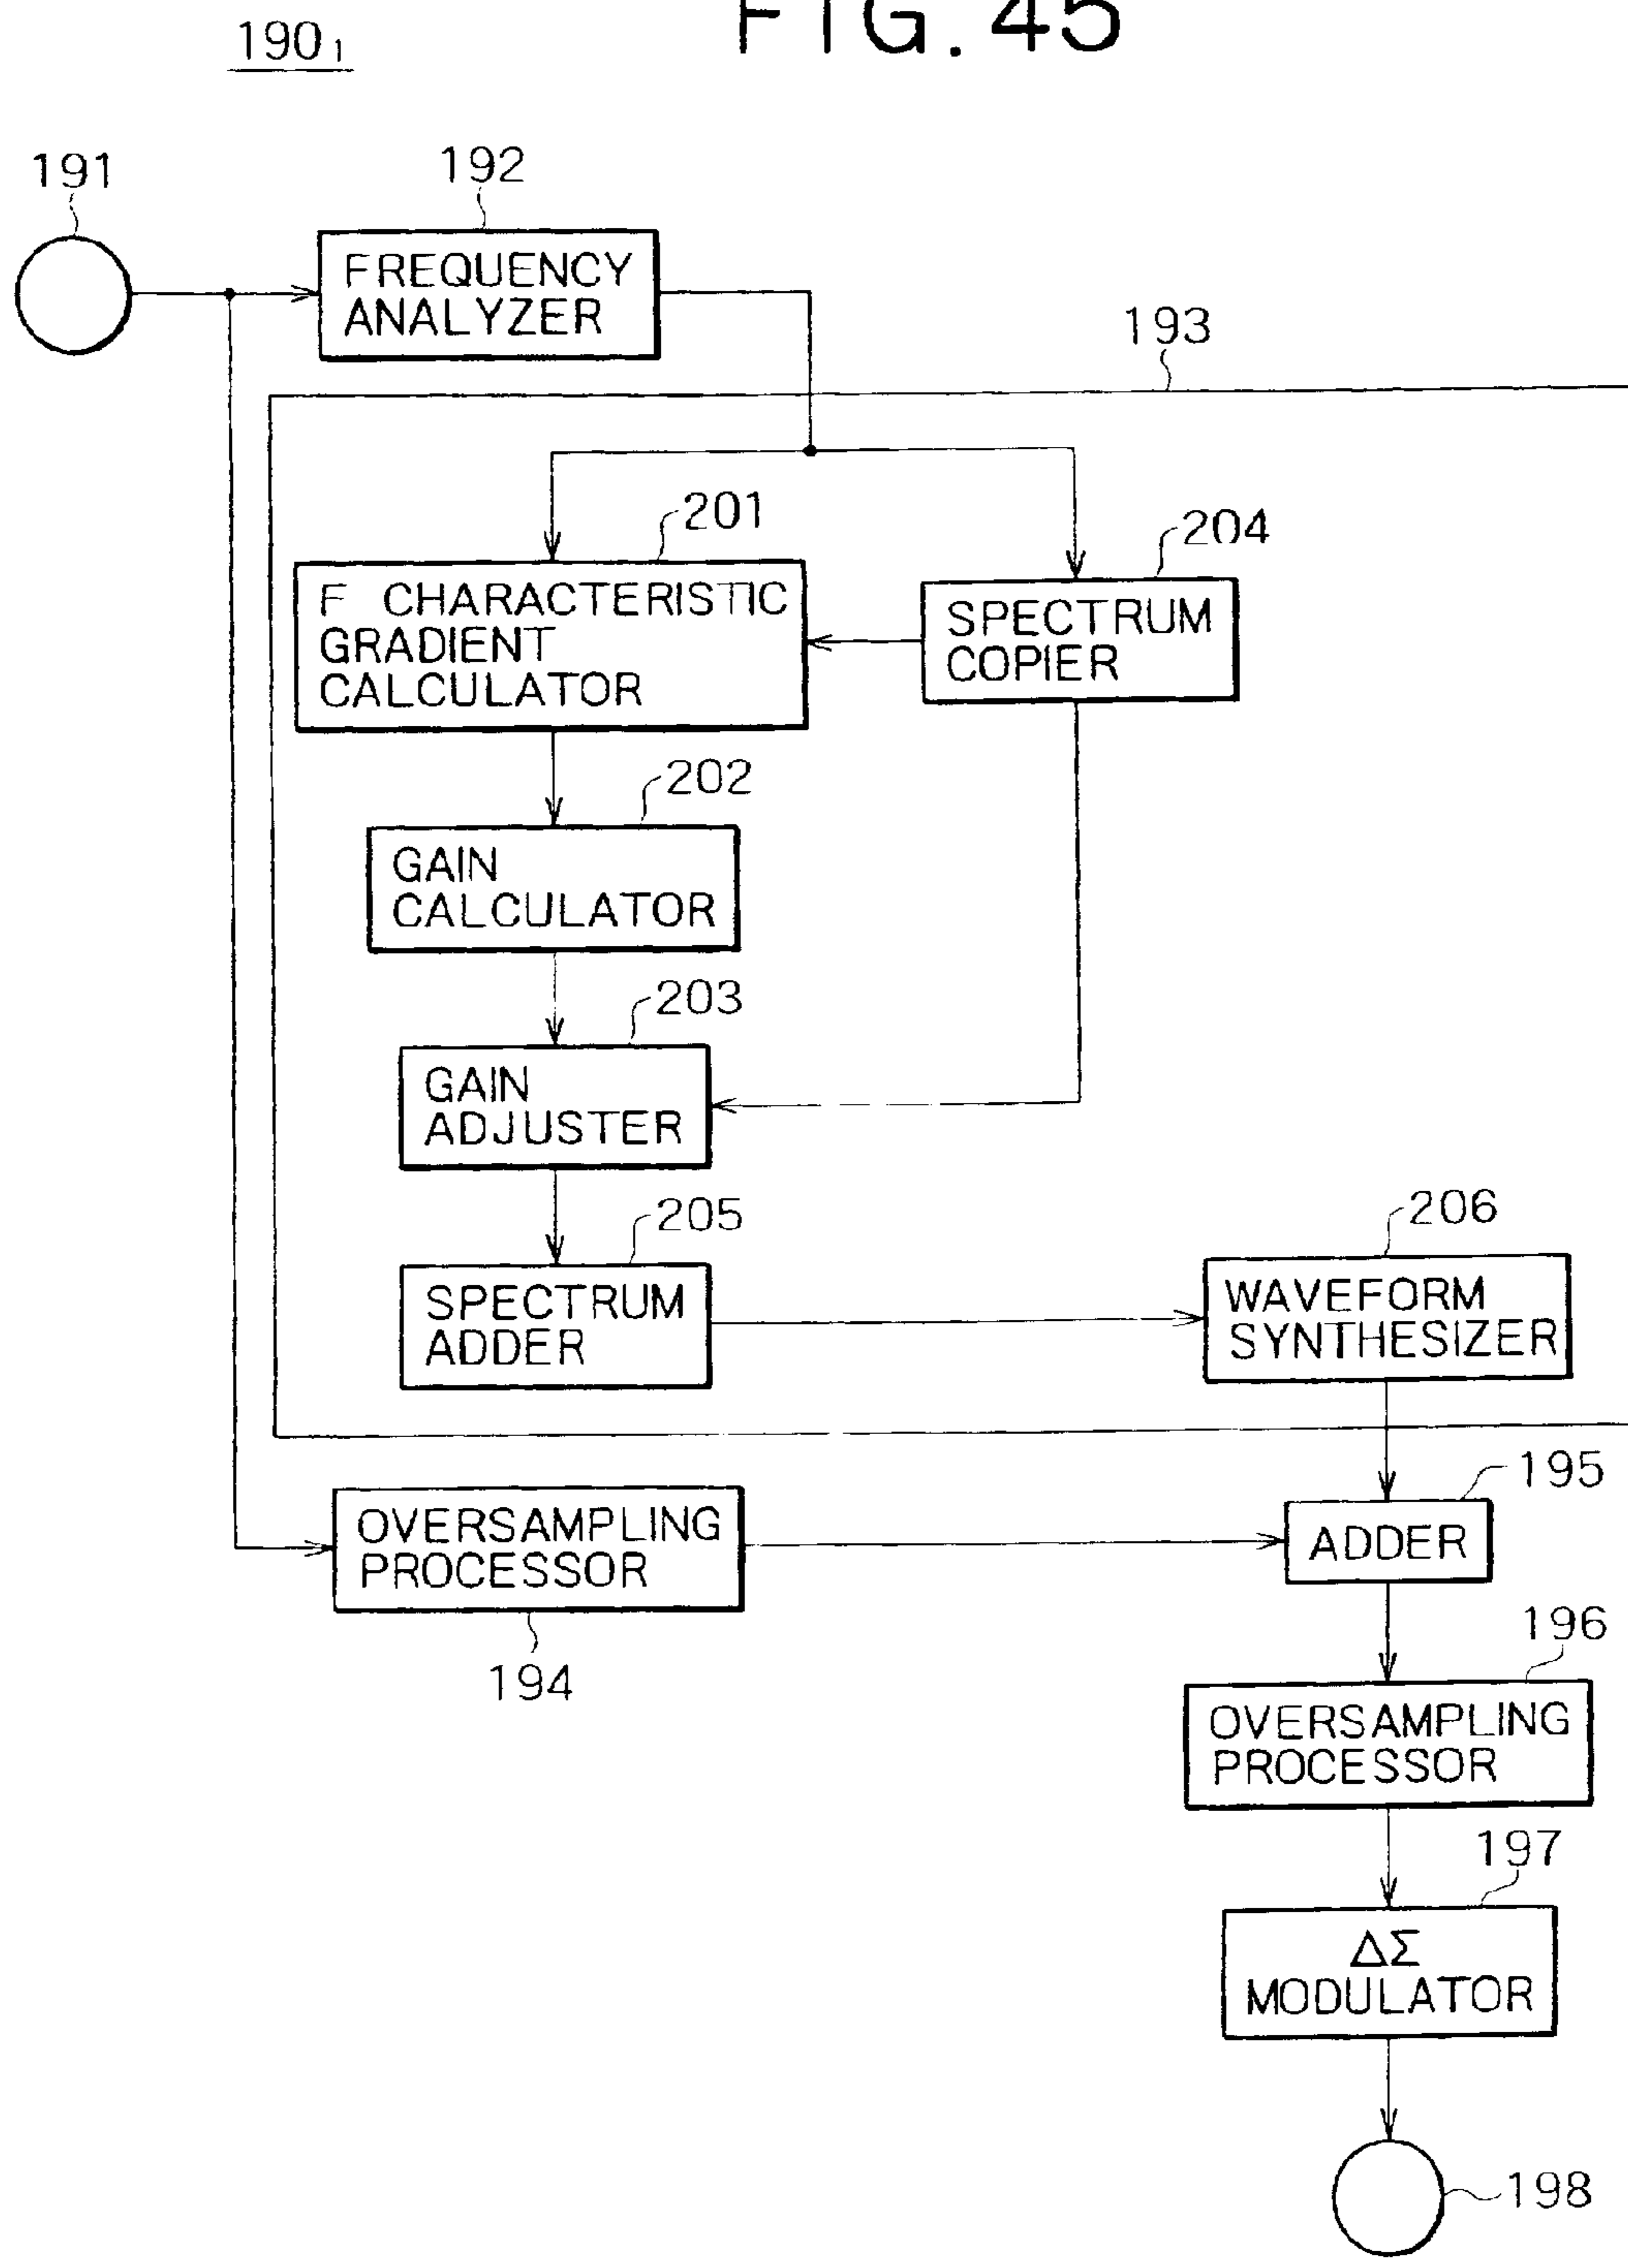 FIG. 45
190₁
191
192
FREQUENCY
ANALYZER
193
201
204
F CHARACTERISTIC
GRADIENT
CALCULATOR
SPECTRUM
COPIER
202
GAIN
CALCULATOR
203
GAIN
ADJUSTER
205
206
SPECTRUM
ADDER
WAVEFORM
SYNTHESIZER
195
OVERSAMPLING
PROCESSOR
ADDER
194
196
OVERSAMPLING
PROCESSOR
197
ΔΣ
MODULATOR
198